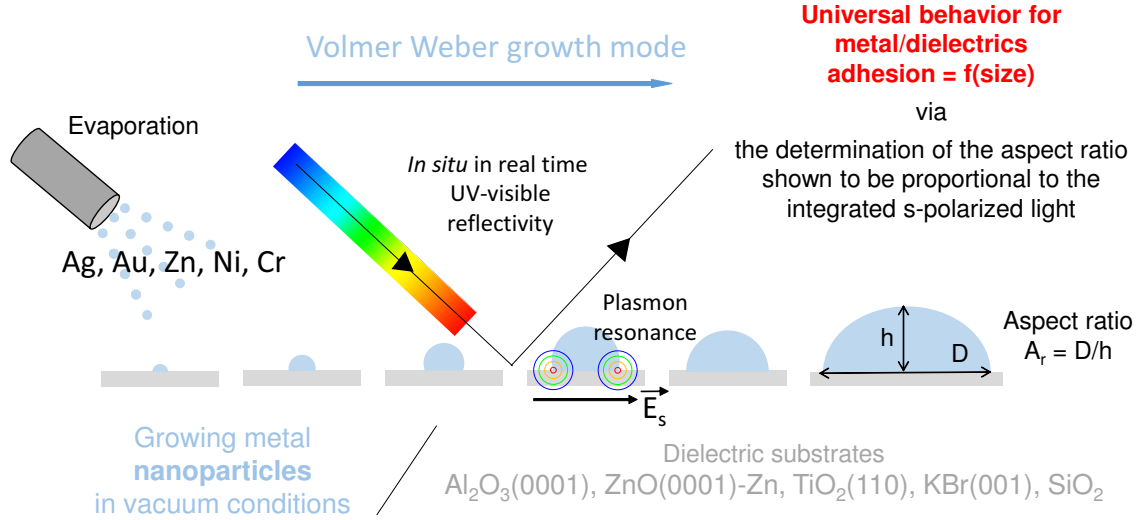 Volmer Weber growth mode
Universal behavior for
metal/dielectrics
adhesion = f(size)
via
the determination of the aspect ratio
shown to be proportional to the
integrated s-polarized light
Evaporation
Ag, Au, Zn, Ni, Cr
In situ in real time
UV-visible
reflectivity
Plasmon
resonance
h
D
Aspect ratio
Aᵣ = D/h
E⃗ₛ
Growing metal
nanoparticles
in vacuum conditions
Dielectric substrates
Al₂O₃(0001), ZnO(0001)-Zn, TiO₂(110), KBr(001), SiO₂